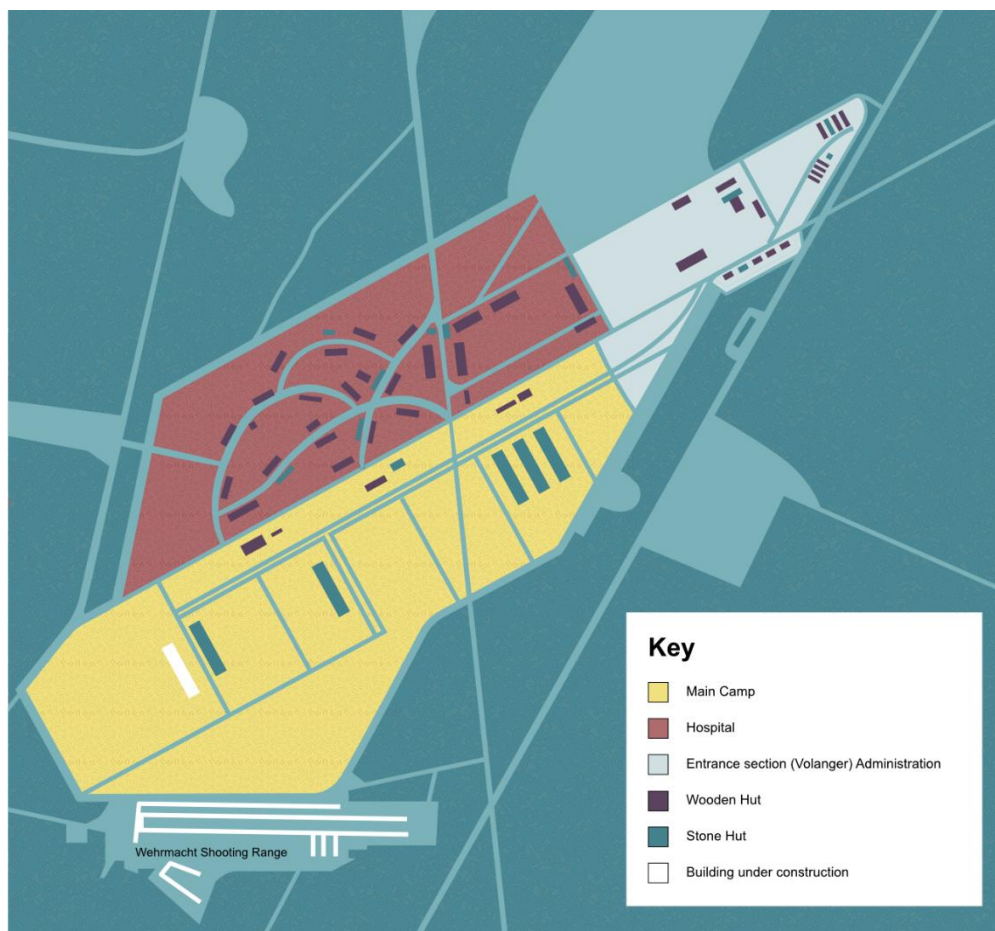 Key
Main Camp
Hospital
Entrance section (Volanger) Administration
Wooden Hut
Stone Hut
Building under construction
Wehrmacht Shooting Range